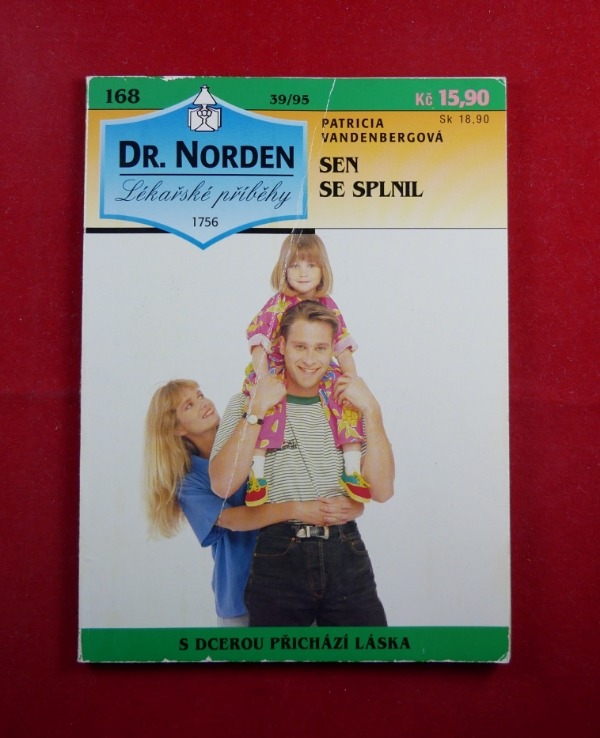 168
39/95
Kč 15,90
Sk 18,90
DR. NORDEN
Lékařské příběhy
1756
PATRICIA
VANDENBERGOVÁ
SEN
SE SPLNIL
S DCEROU PŘICHÁZÍ LÁSKA